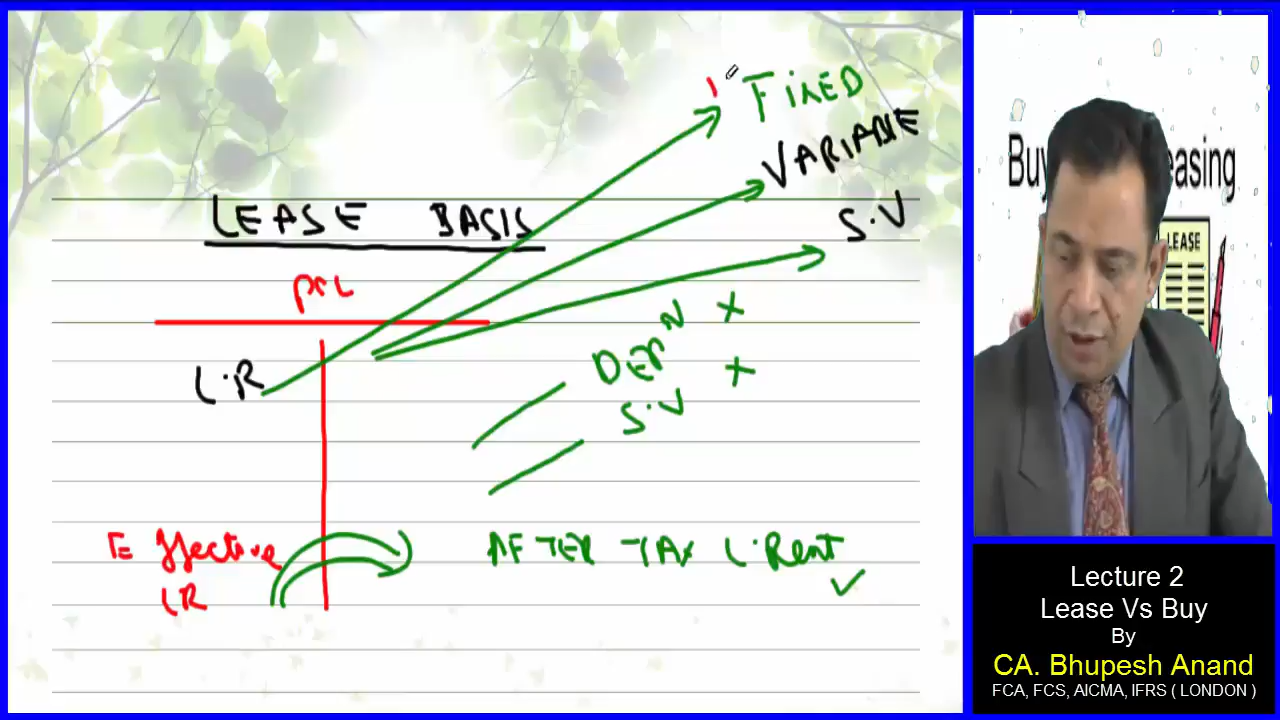 1 FixED
VARIABLE
S.V
LEASE BASIS
P&L
L.R
DEPN X
S.V X
Effective
LR
AFTER TAX L.Rent ✓
Buy easing
LEASE
Lecture 2
Lease Vs Buy
By
CA. Bhupesh Anand
FCA, FCS, AICMA, IFRS ( LONDON )